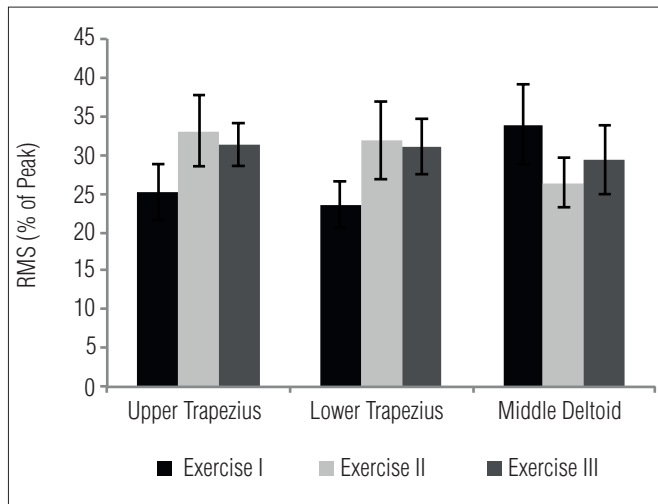 RMS (% of Peak)
45
40
35
30
25
20
15
10
5
0
Upper Trapezius
Lower Trapezius
Middle Deltoid
Exercise I
Exercise II
Exercise III